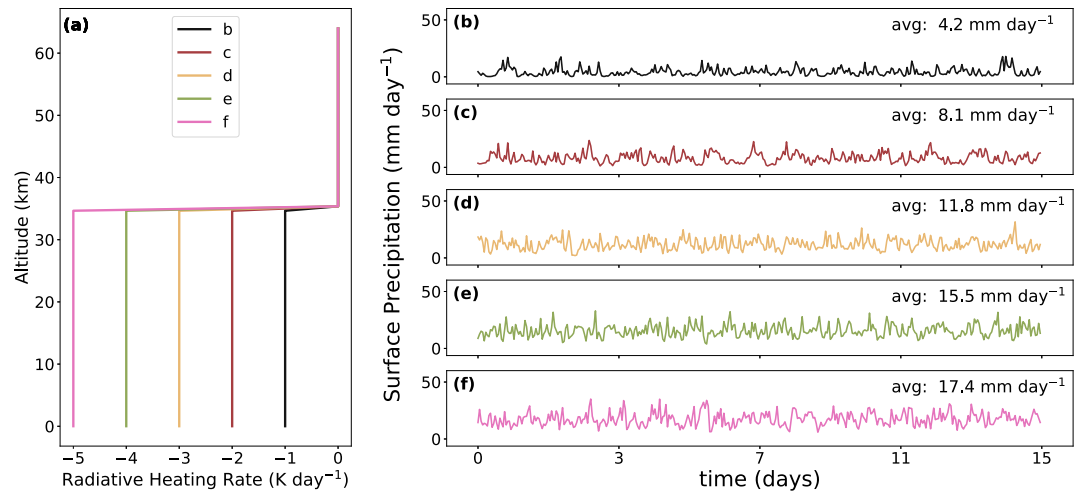 (a)
b
c
d
e
f
60
50
40
30
20
10
0
Altitude (km)
−5 −4 −3 −2 −1 0
Radiative Heating Rate (K day⁻¹)
Surface Precipitation (mm day⁻¹)
(b) avg: 4.2 mm day⁻¹
50
0
(c) avg: 8.1 mm day⁻¹
50
0
(d) avg: 11.8 mm day⁻¹
50
0
(e) avg: 15.5 mm day⁻¹
50
0
(f) avg: 17.4 mm day⁻¹
50
0
0 3 7 11 15
time (days)